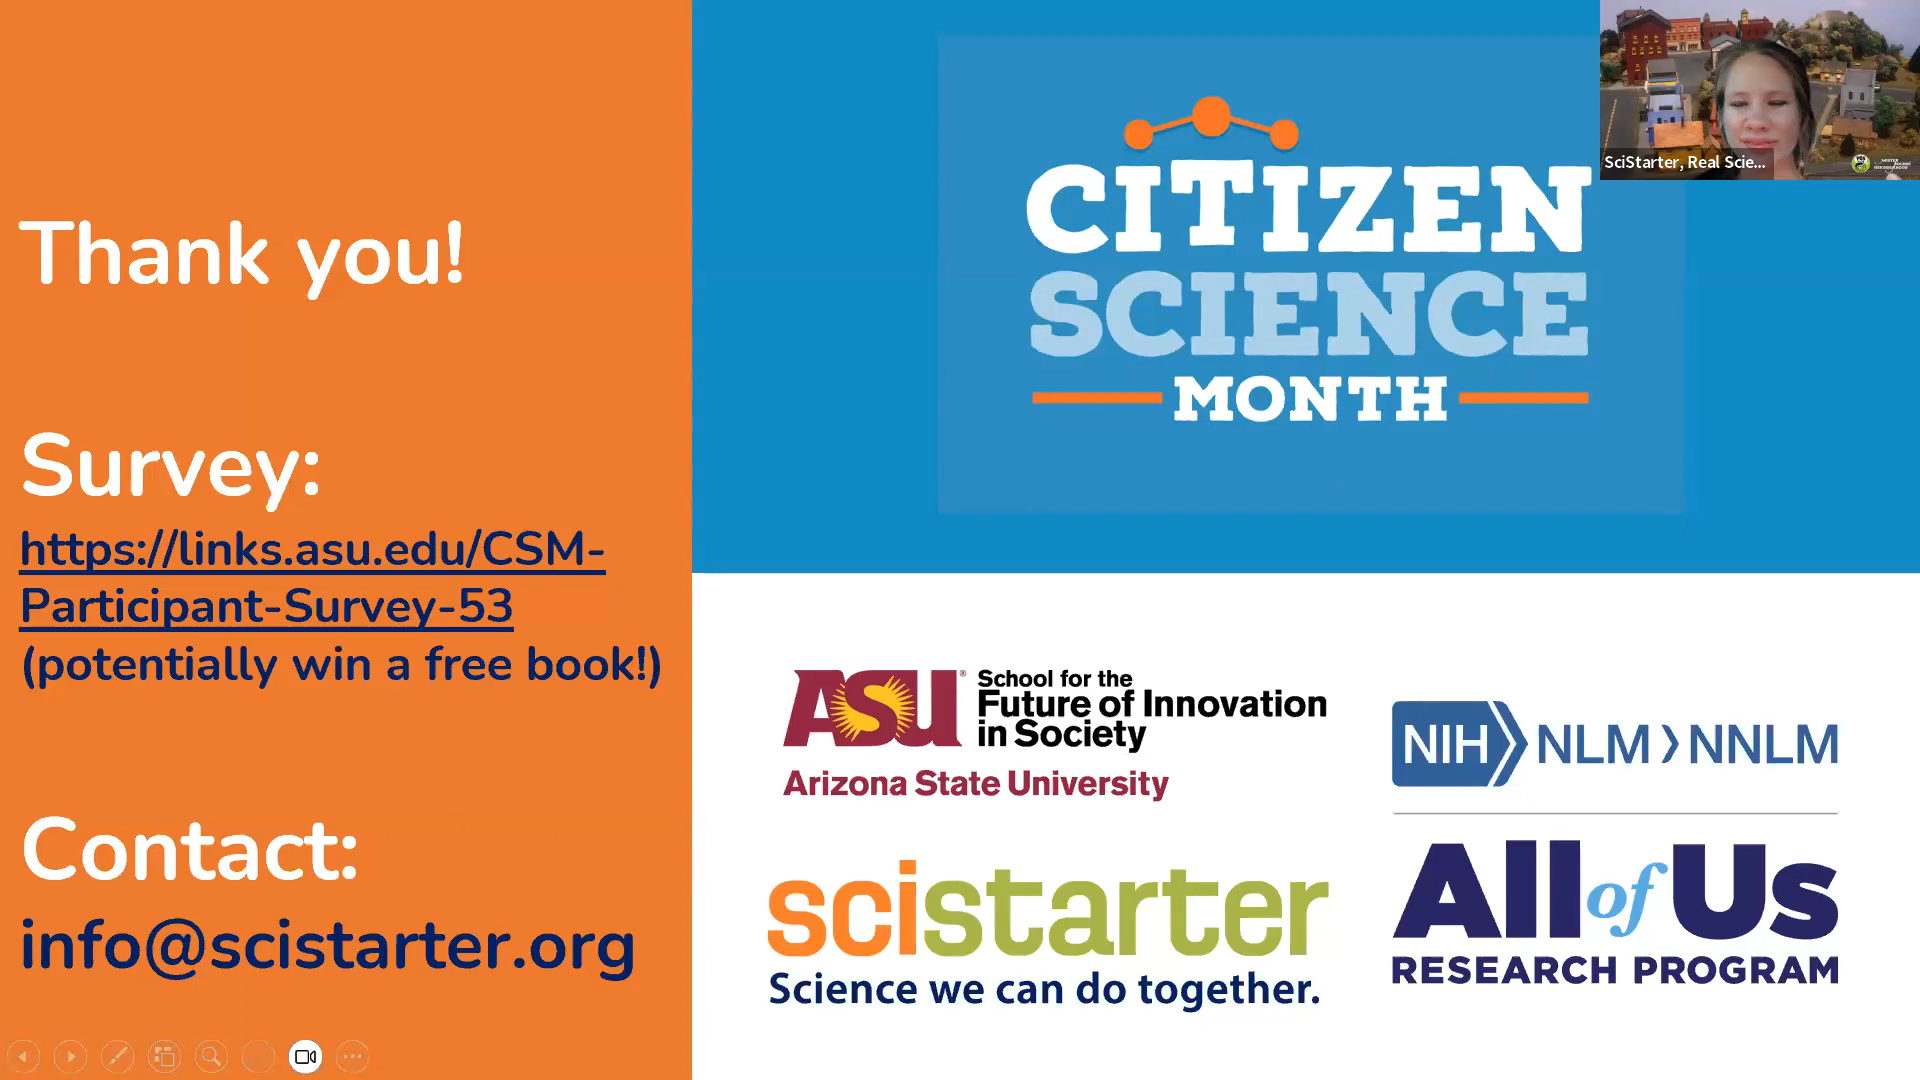 Thank you!
Survey:
https://links.asu.edu/CSM-
Participant-Survey-53
(potentially win a free book!)
Contact:
info@scistarter.org
CITIZEN
SCIENCE
MONTH
SciStarter, Real Scie...
ASU® School for the
Future of Innovation
in Society
Arizona State University
NIH NLM NNLM
scistarter
Science we can do together.
All of Us
RESEARCH PROGRAM